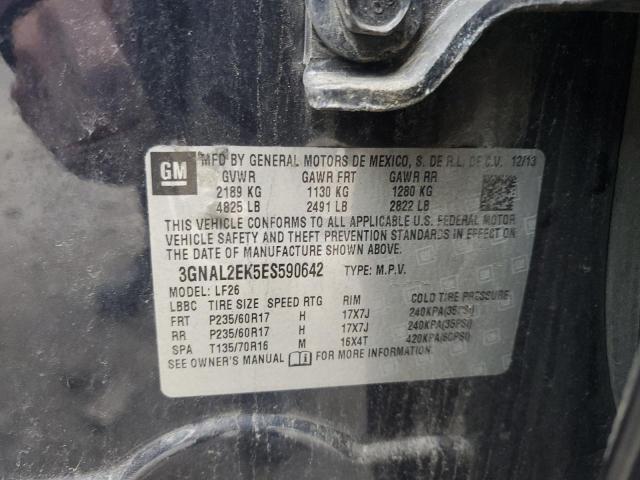 GM
MFD BY GENERAL MOTORS DE MEXICO, S. DE R.L. DE C.V. 12/13
GVWR GAWR FRT GAWR RR
2189 KG 1130 KG 1280 KG
4825 LB 2491 LB 2822 LB
THIS VEHICLE CONFORMS TO ALL APPLICABLE U.S. FEDERAL MOTOR
VEHICLE SAFETY AND THEFT PREVENTION STANDARDS IN EFFECT ON THE
DATE OF MANUFACTURE SHOWN ABOVE.
3GNAL2EK5ES590642 TYPE: M.P.V.
MODEL: LF26
LBBC TIRE SIZE SPEED RTG RIM COLD TIRE PRESSURE
FRT P235/60R17 H 17X7J 240KPA(35PSI)
RR P235/60R17 H 17X7J 240KPA(35PSI)
SPA T135/70R16 M 16X4T 420KPA(60PSI)
SEE OWNER'S MANUAL FOR MORE INFORMATION